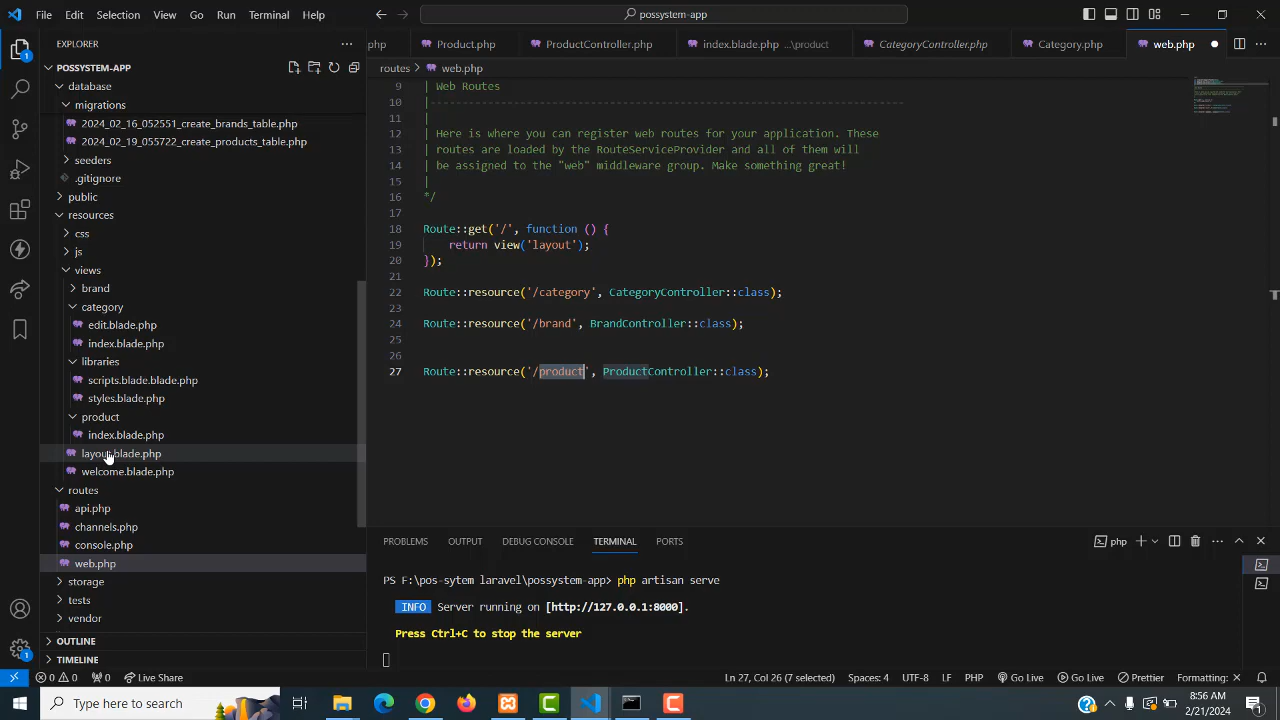 File Edit Selection View Go Run Terminal Help
possystem-app
EXPLORER
php
Product.php
ProductController.php
index.blade.php ...\product
CategoryController.php
Category.php
web.php
POSSYSTEM-APP
routes
web.php
database
migrations
2024_02_16_052551_create_brands_table.php
2024_02_19_055722_create_products_table.php
seeders
.gitignore
public
resources
css
js
views
brand
category
edit.blade.php
index.blade.php
libraries
scripts.blade.blade.php
styles.blade.php
product
index.blade.php
layout.blade.php
welcome.blade.php
routes
api.php
channels.php
console.php
web.php
storage
tests
vendor
OUTLINE
TIMELINE
9 | Web Routes
10 |--------------------------------------------------------------------------
11 |
12 | Here is where you can register web routes for your application. These
13 | routes are loaded by the RouteServiceProvider and all of them will
14 | be assigned to the "web" middleware group. Make something great!
15 |
16 */
17
18 Route::get('/', function () {
19 return view('layout');
20 });
21
22 Route::resource('/category', CategoryController::class);
23
24 Route::resource('/brand', BrandController::class);
25
26
27 Route::resource('/product', ProductController::class);
PROBLEMS OUTPUT DEBUG CONSOLE TERMINAL PORTS
php
PS F:\pos-sytem laravel\possystem-app> php artisan serve
INFO Server running on [http://127.0.0.1:8000].
Press Ctrl+C to stop the server
0 0 0 Live Share
Ln 27, Col 26 (7 selected) Spaces: 4 UTF-8 LF PHP Go Live Go Live Prettier Formatting: ×
Type here to search
8:56 AM
2/21/2024